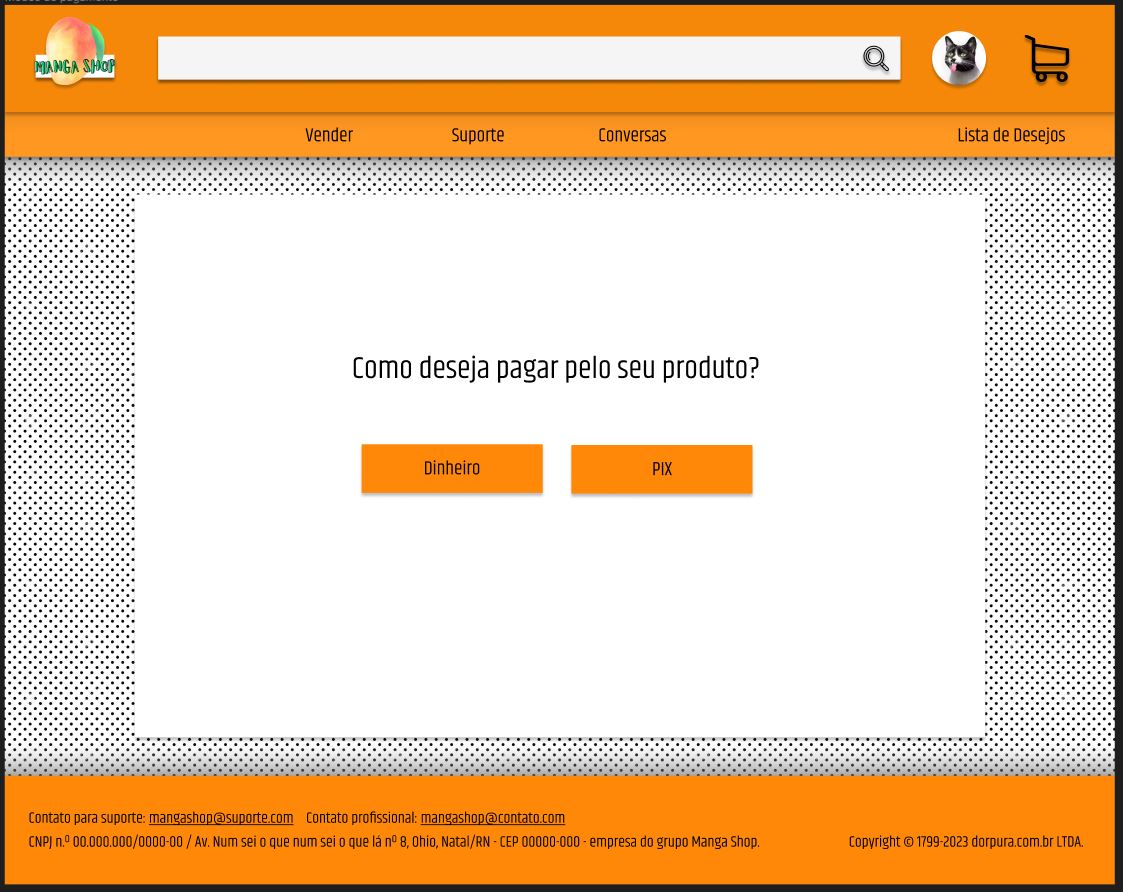 MANGA SHOP
Vender
Suporte
Conversas
Lista de Desejos
Como deseja pagar pelo seu produto?
Dinheiro
PIX
Contato para suporte: mangashop@suporte.com Contato profissional: mangashop@contato.com
CNPJ n.º 00.000.000/0000-00 / Av. Num sei o que num sei o que lá nº 8, Ohio, Natal/RN - CEP 00000-000 - empresa do grupo Manga Shop.
Copyright © 1799-2023 dorpura.com.br LTDA.